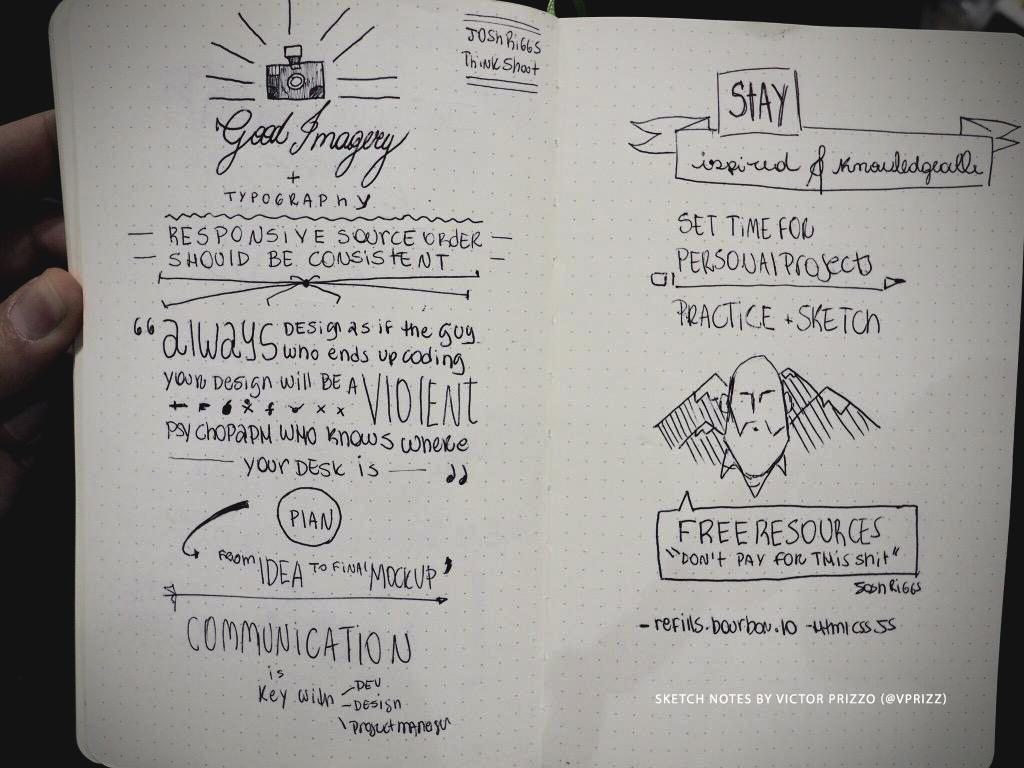 Josh Riggs
Think Shoot
Good Imagery
+
TYPOGRAPHY
RESPONSIVE SOURCE ORDER
SHOULD BE CONSISTENT
“always DESIGN as if the guy
who ends up coding
your DESIGN will BE A VIOLENT
psychopaph who knows where
YOUR DESK IS
PLAN
FROM IDEA TO FINAL MOCKUP
COMMUNICATION
is
Key with
- DEV
- DESIGN
\ Project manager
STAY
inspired & Knowledgeable
SET TIME FOR
PERSONAL Projects
PRACTICE + SKETCH
FREE RESOURCES
"DON'T PAY FOR THis shit"
Josh Riggs
- refills.bourbon.io - Htmlcss.js
SKETCH NOTES BY VICTOR PRIZZO (@VPRIZZ)